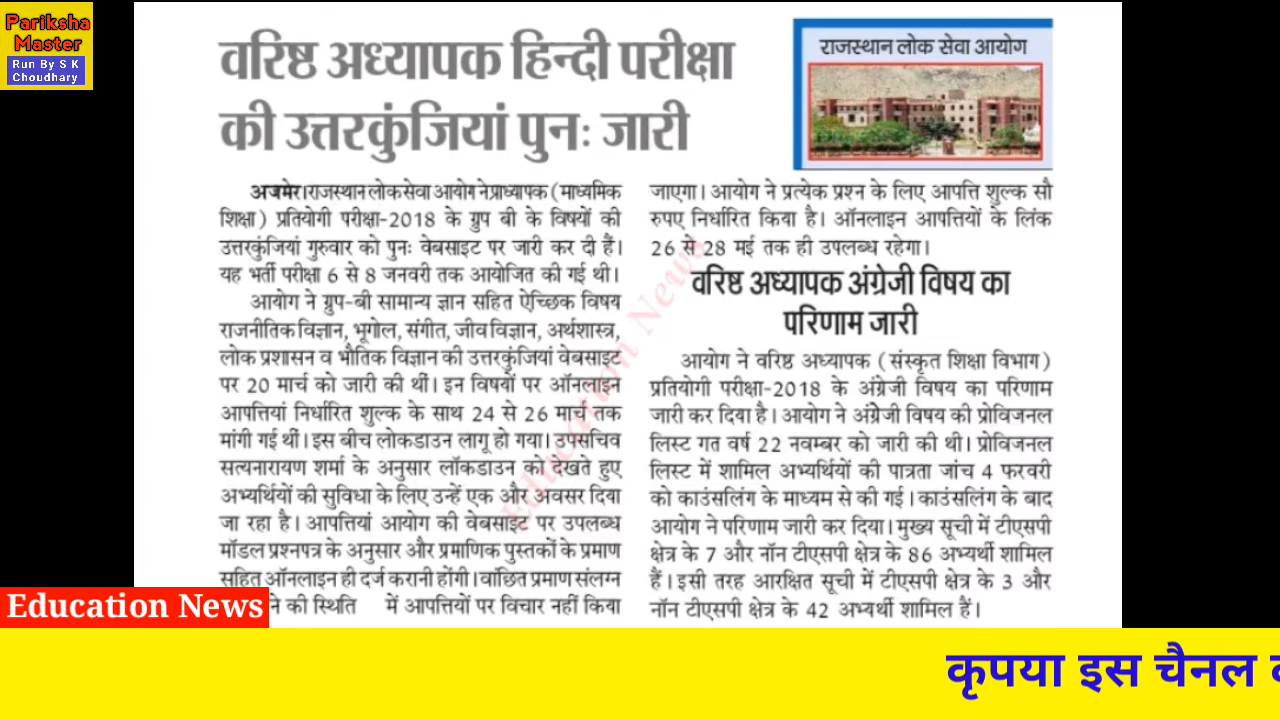 Pariksha
Master
Run By S K
Choudhary
वरिष्ठ अध्यापक हिन्दी परीक्षा
की उत्तरकुंजियां पुनः जारी
राजस्थान लोक सेवा आयोग
अजमेर। राजस्थान लोक सेवा आयोग ने प्राध्यापक (माध्यमिक
शिक्षा) प्रतियोगी परीक्षा-2018 के ग्रुप बी के विषयों की
उत्तरकुंजियां गुरुवार को पुनः वेबसाइट पर जारी कर दी हैं।
यह भर्ती परीक्षा 6 से 8 जनवरी तक आयोजित की गई थी।
आयोग ने ग्रुप-बी सामान्य ज्ञान सहित ऐच्छिक विषय
राजनीतिक विज्ञान, भूगोल, संगीत, जीव विज्ञान, अर्थशास्त्र,
लोक प्रशासन व भौतिक विज्ञान की उत्तरकुंजियां वेबसाइट
पर 20 मार्च को जारी की थीं। इन विषयों पर ऑनलाइन
आपत्तियां निर्धारित शुल्क के साथ 24 से 26 मार्च तक
मांगी गई थीं। इस बीच लोकडाउन लागू हो गया। उपसचिव
सत्यनारायण शर्मा के अनुसार लॉकडाउन को देखते हुए
अभ्यर्थियों की सुविधा के लिए उन्हें एक और अवसर दिया
जा रहा है। आपत्तियां आयोग की वेबसाइट पर उपलब्ध
मॉडल प्रश्नपत्र के अनुसार और प्रमाणिक पुस्तकों के प्रमाण
सहित ऑनलाइन ही दर्ज करानी होंगी। वांछित प्रमाण संलग्न
ने की स्थिति में आपत्तियों पर विचार नहीं किया
जाएगा। आयोग ने प्रत्येक प्रश्न के लिए आपत्ति शुल्क सौ
रुपए निर्धारित किया है। ऑनलाइन आपत्तियों के लिंक
26 से 28 मई तक ही उपलब्ध रहेगा।
वरिष्ठ अध्यापक अंग्रेजी विषय का
परिणाम जारी
आयोग ने वरिष्ठ अध्यापक (संस्कृत शिक्षा विभाग)
प्रतियोगी परीक्षा-2018 के अंग्रेजी विषय का परिणाम
जारी कर दिया है। आयोग ने अंग्रेजी विषय की प्रोविजनल
लिस्ट गत वर्ष 22 नवम्बर को जारी की थी। प्रोविजनल
लिस्ट में शामिल अभ्यर्थियों की पात्रता जांच 4 फरवरी
को काउंसलिंग के माध्यम से की गई। काउंसलिंग के बाद
आयोग ने परिणाम जारी कर दिया। मुख्य सूची में टीएसपी
क्षेत्र के 7 और नॉन टीएसपी क्षेत्र के 86 अभ्यर्थी शामिल
हैं। इसी तरह आरक्षित सूची में टीएसपी क्षेत्र के 3 और
नॉन टीएसपी क्षेत्र के 42 अभ्यर्थी शामिल हैं।
Education News
Education News
कृपया इस चैनल